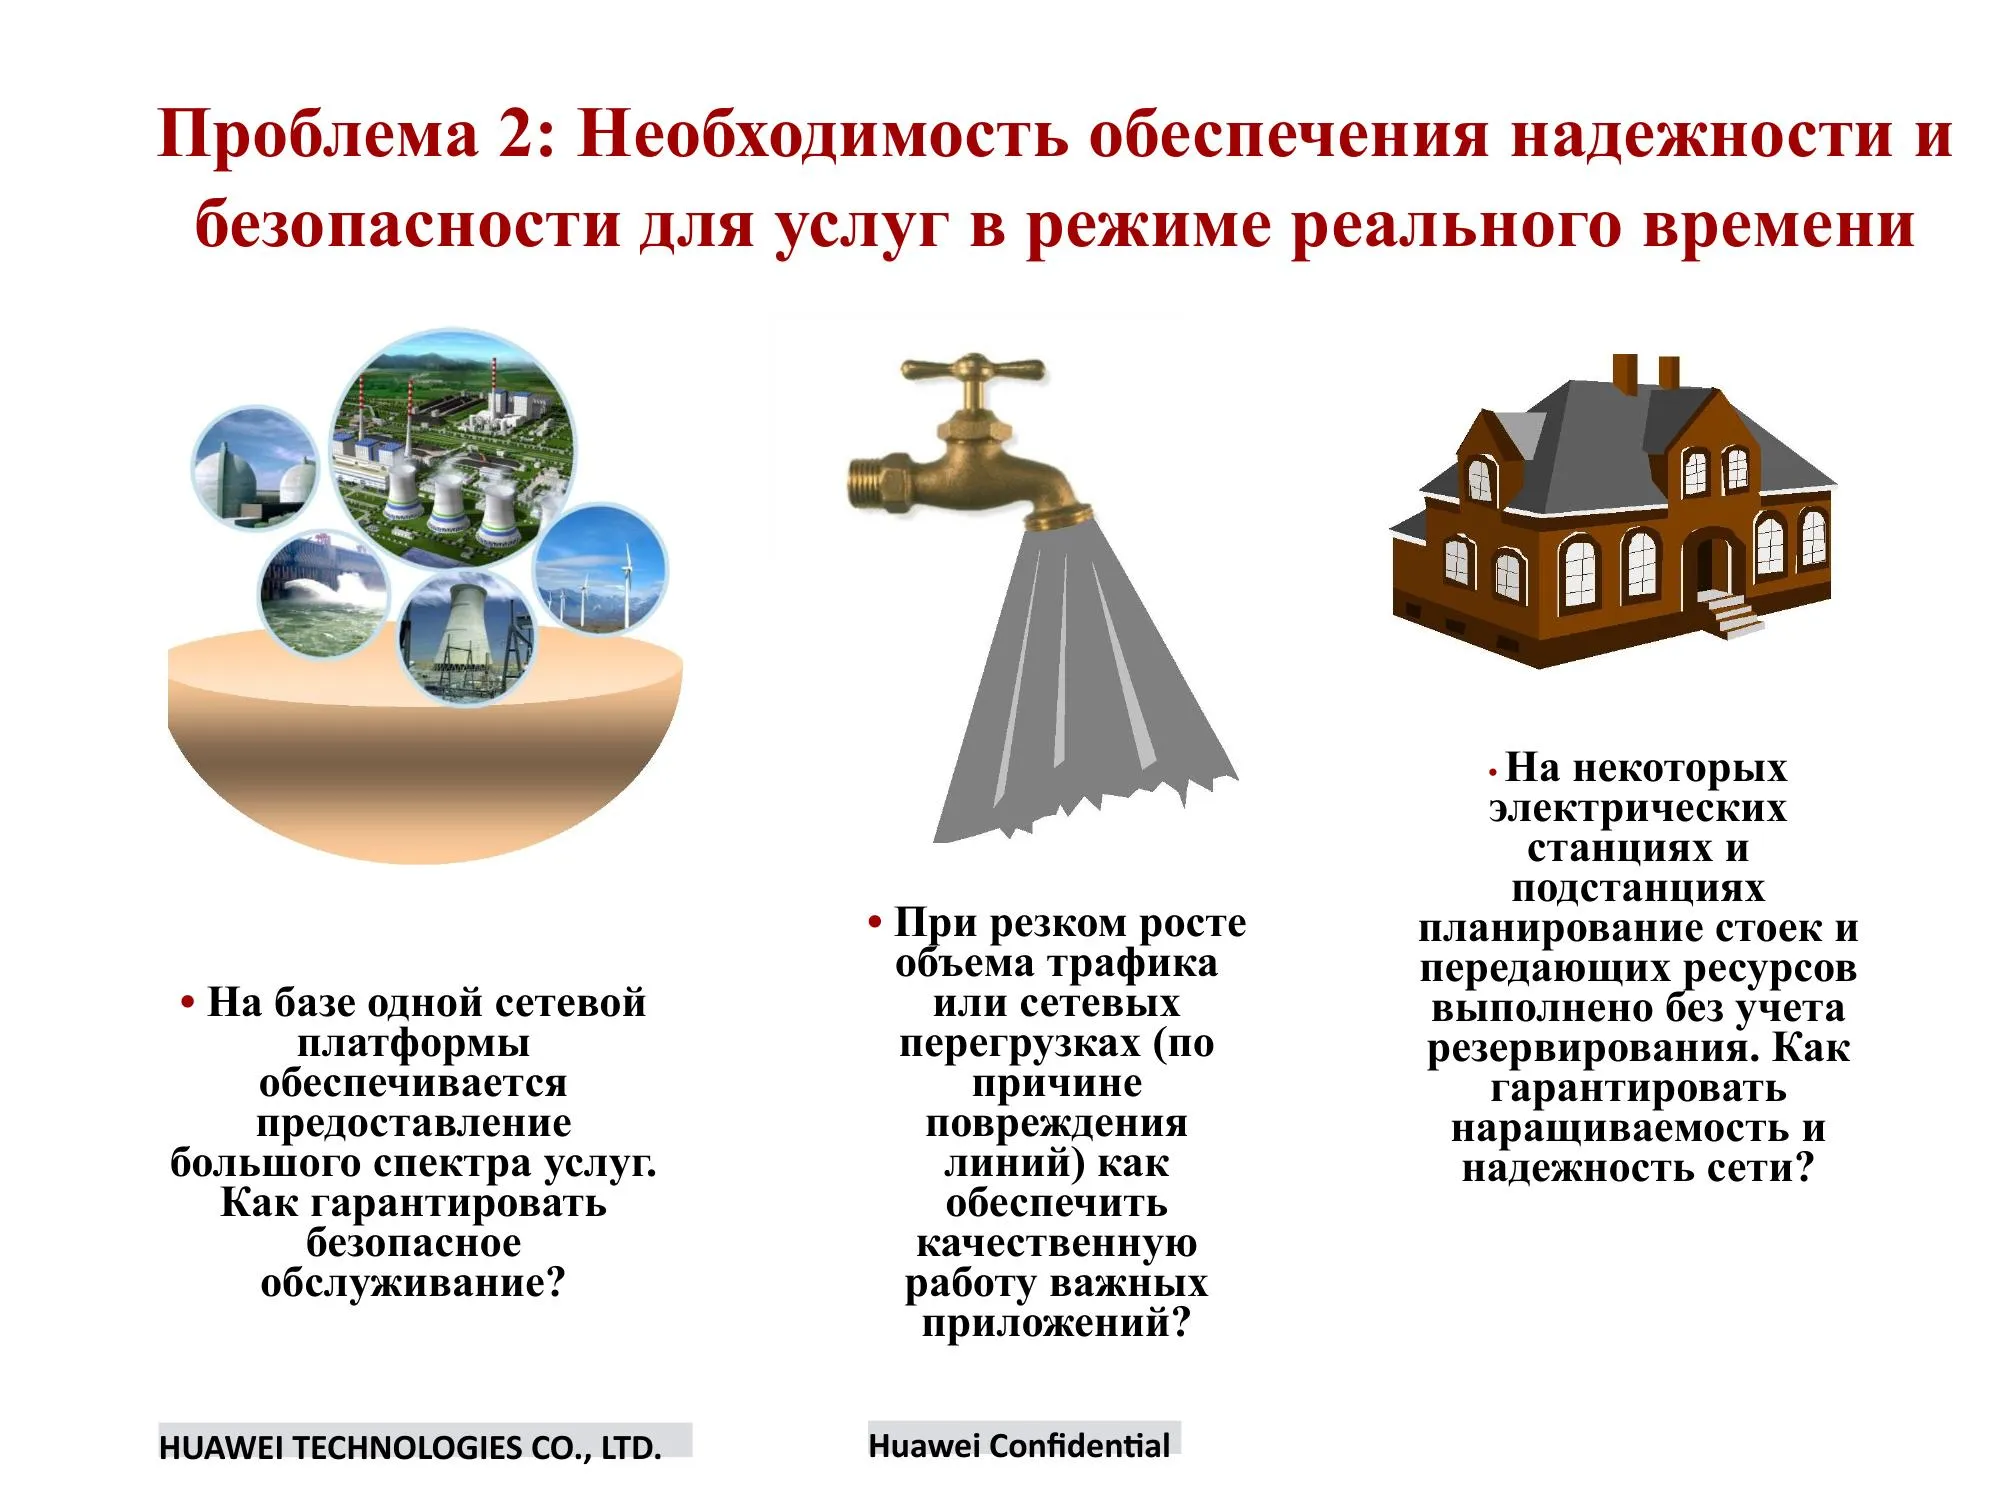 Проблема 2: Необходимость обеспечения надежности и
безопасности для услуг в режиме реального времени
• На базе одной сетевой
платформы
обеспечивается
предоставление
большого спектра услуг.
Как гарантировать
безопасное
обслуживание?
• При резком росте
объема трафика
или сетевых
перегрузках (по
причине
повреждения
линий) как
обеспечить
качественную
работу важных
приложений?
• На некоторых
электрических
станциях и
подстанциях
планирование стоек и
передающих ресурсов
выполнено без учета
резервирования. Как
гарантировать
наращиваемость и
надежность сети?
HUAWEI TECHNOLOGIES CO., LTD.
Huawei Confidential